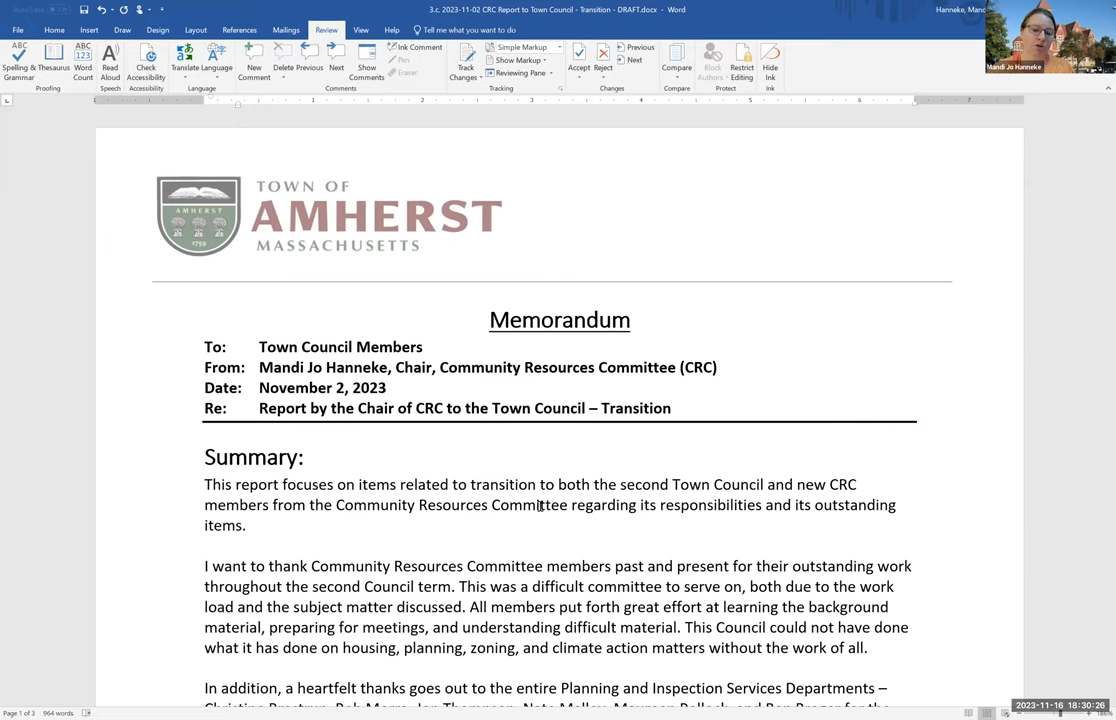 AutoSave
3.c. 2023-11-02 CRC Report to Town Council - Transition - DRAFT.docx - Word
Hanneke, Mand
File Home Insert Draw Design Layout References Mailings Review View Help Tell me what you want to do
Spelling & Grammar
Thesaurus
Word Count
Read Aloud
Check Accessibility
Translate
Language
New Comment
Delete
Previous
Next
Show Comments
Ink Comment
Pen
Eraser
Track Changes
Simple Markup
Show Markup
Reviewing Pane
Accept
Reject
Previous
Next
Compare
Block Authors
Restrict Editing
Hide Ink
Proofing Speech Accessibility Language Comments Tracking Changes Compare Protect Ink
Mandi Jo Hanneke
1 1 2 3 4 5 6 7
TOWN OF
AMHERST
MASSACHUSETTS
AMHERST
1759
Memorandum
To: Town Council Members
From: Mandi Jo Hanneke, Chair, Community Resources Committee (CRC)
Date: November 2, 2023
Re: Report by the Chair of CRC to the Town Council – Transition
Summary:
This report focuses on items related to transition to both the second Town Council and new CRC
members from the Community Resources Committee regarding its responsibilities and its outstanding
items.
I want to thank Community Resources Committee members past and present for their outstanding work
throughout the second Council term. This was a difficult committee to serve on, both due to the work
load and the subject matter discussed. All members put forth great effort at learning the background
material, preparing for meetings, and understanding difficult material. This Council could not have done
what it has done on housing, planning, zoning, and climate action matters without the work of all.
In addition, a heartfelt thanks goes out to the entire Planning and Inspection Services Departments –
Page 1 of 3 964 words
2023-11-16 18:30:26